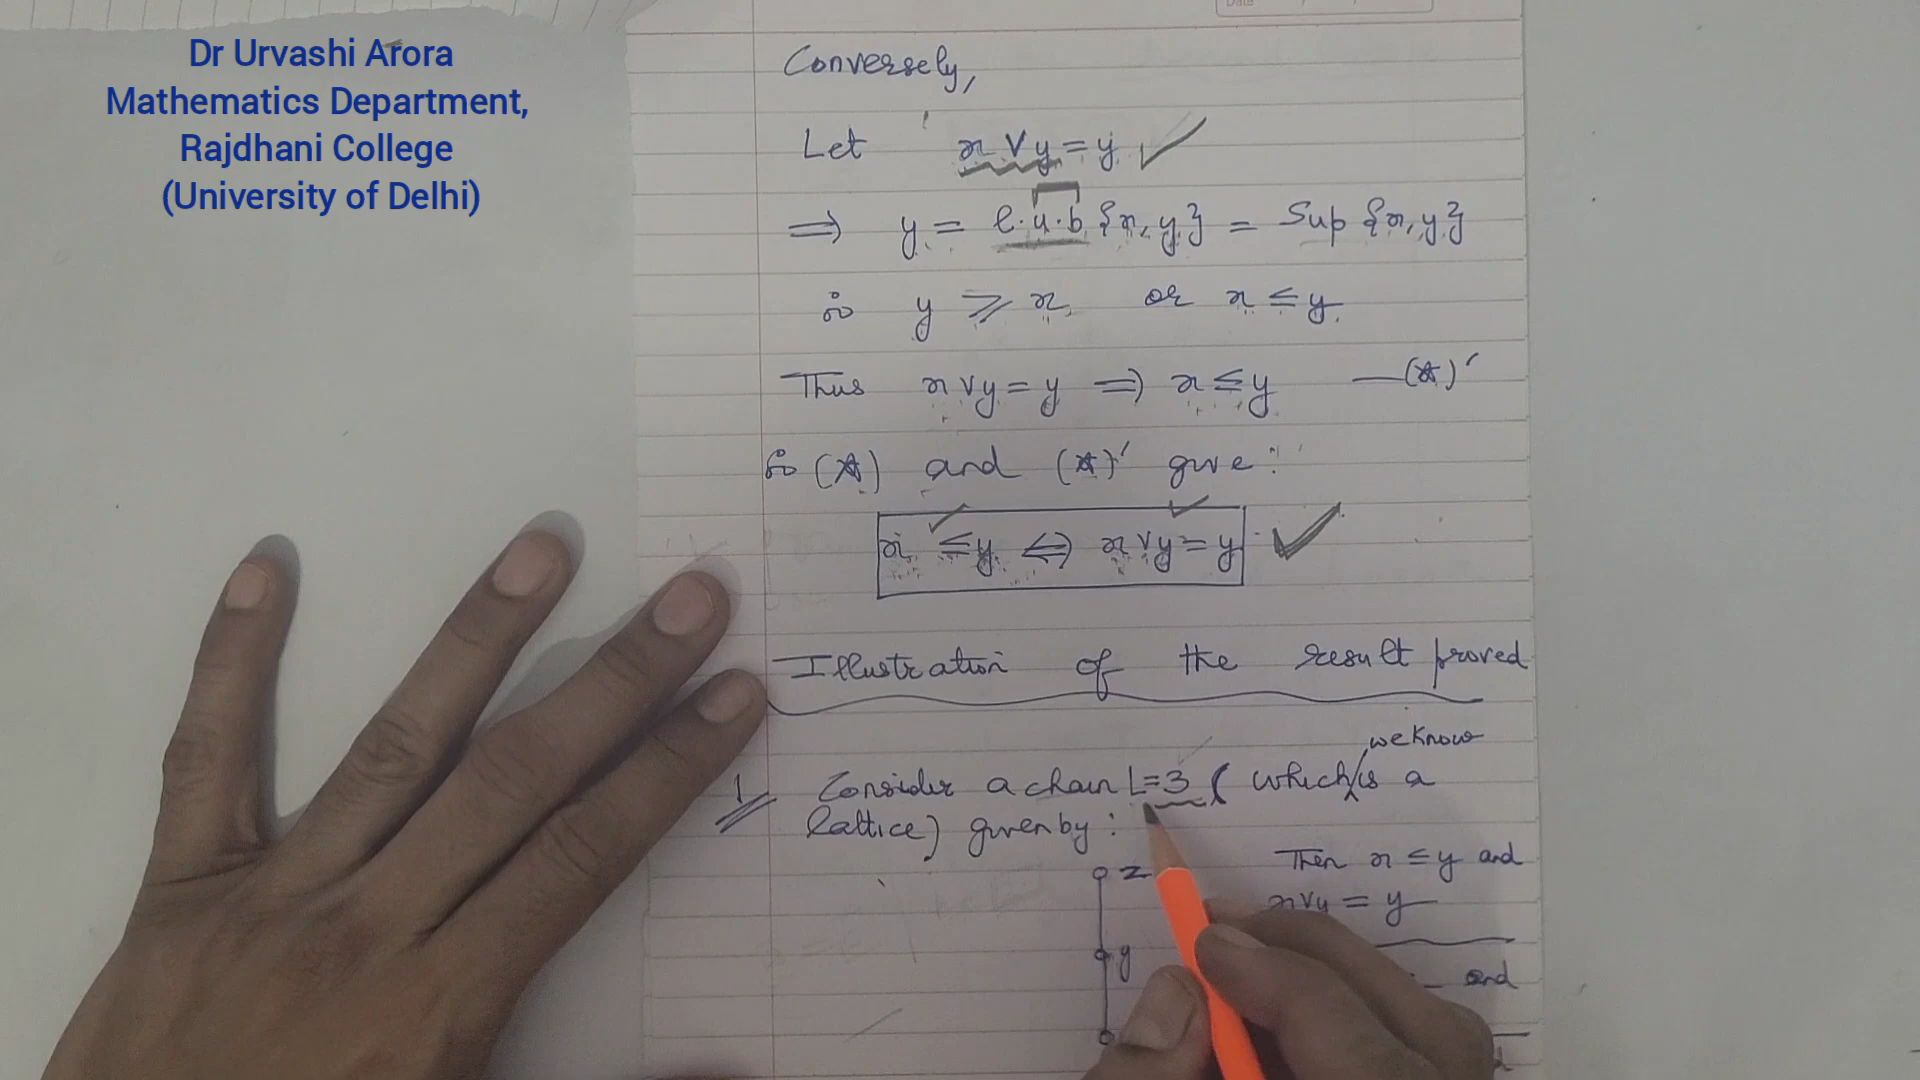 Dr Urvashi Arora
Mathematics Department,
Rajdhani College
(University of Delhi)
Conversely,
Let x ∨ y = y ✓
⇒ y = l.u.b {x, y} = Sup {x, y}
So y ≥ x, or x ≤ y.
Thus x ∨ y = y ⇒ x ≤ y —(☆)′
So (☆) and (☆)′ give:
x ≤ y ⇔ x ∨ y = y ✓
Illustration of the result proved
we know
1 Consider a chain L=3 (which is a
lattice) given by:
z
Then x ≤ y and
x∨y = y
y
and